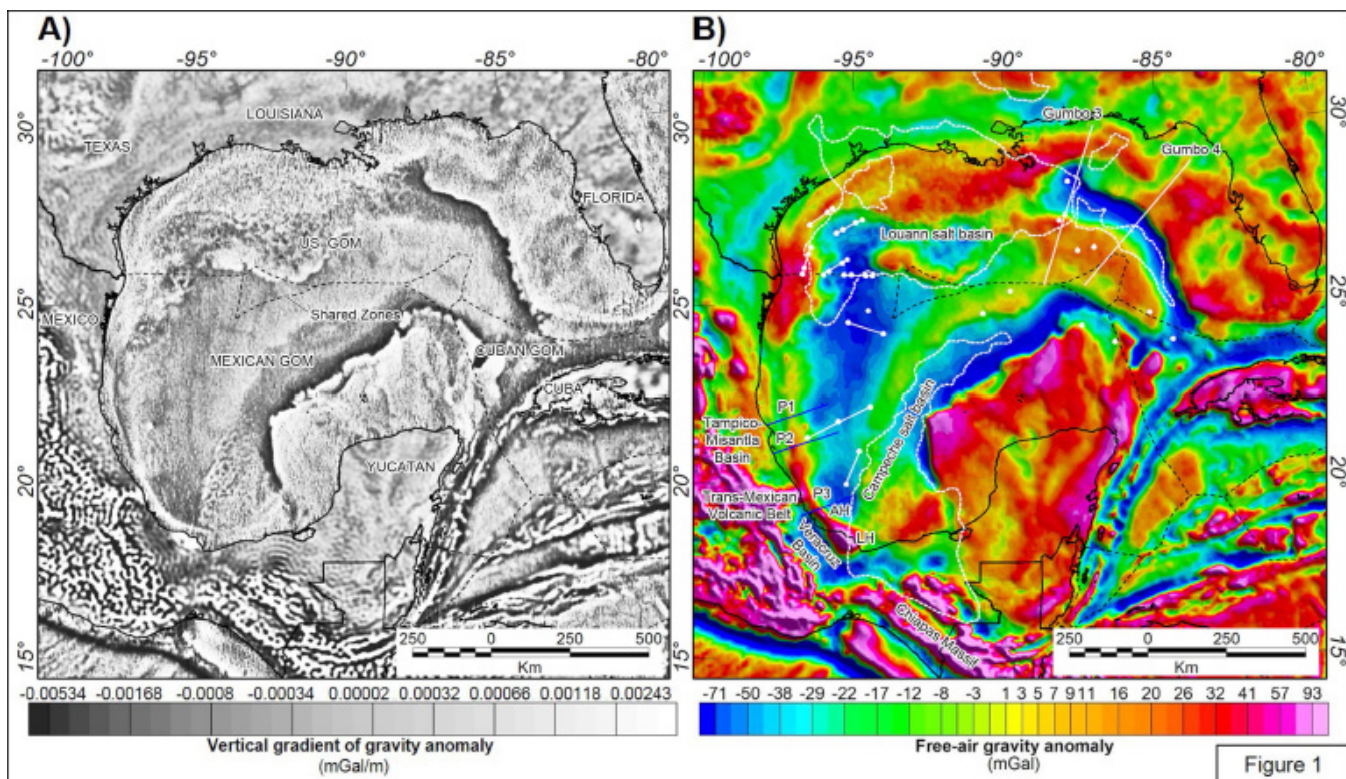 A)
-100°
-95°
-90°
-85°
-80°
30°
25°
20°
15°
LOUISIANA
TEXAS
FLORIDA
US GOM
Shared Zones
MEXICO
MEXICAN GOM
CUBAN GOM
CUBA
YUCATAN
250 0 250 500
Km
-0.00534 -0.00168 -0.0008 -0.00034 0.00002 0.00032 0.00066 0.00118 0.00243
Vertical gradient of gravity anomaly
(mGal/m)
B)
-100°
-95°
-90°
-85°
-80°
30°
25°
20°
15°
Gumbo 3
Gumbo 4
Louann salt basin
P1
Tampico-
Misantla
Basin
P2
Campeche salt basin
P3
Trans-Mexican
Volcanic Belt
AH
LH
Veracruz
Basin
Chiapas Massif
250 0 250 500
Km
-71 -50 -38 -29 -22 -17 -12 -8 -3 1 3 5 7 9 11 16 20 26 32 41 57 93
Free-air gravity anomaly
(mGal)
Figure 1